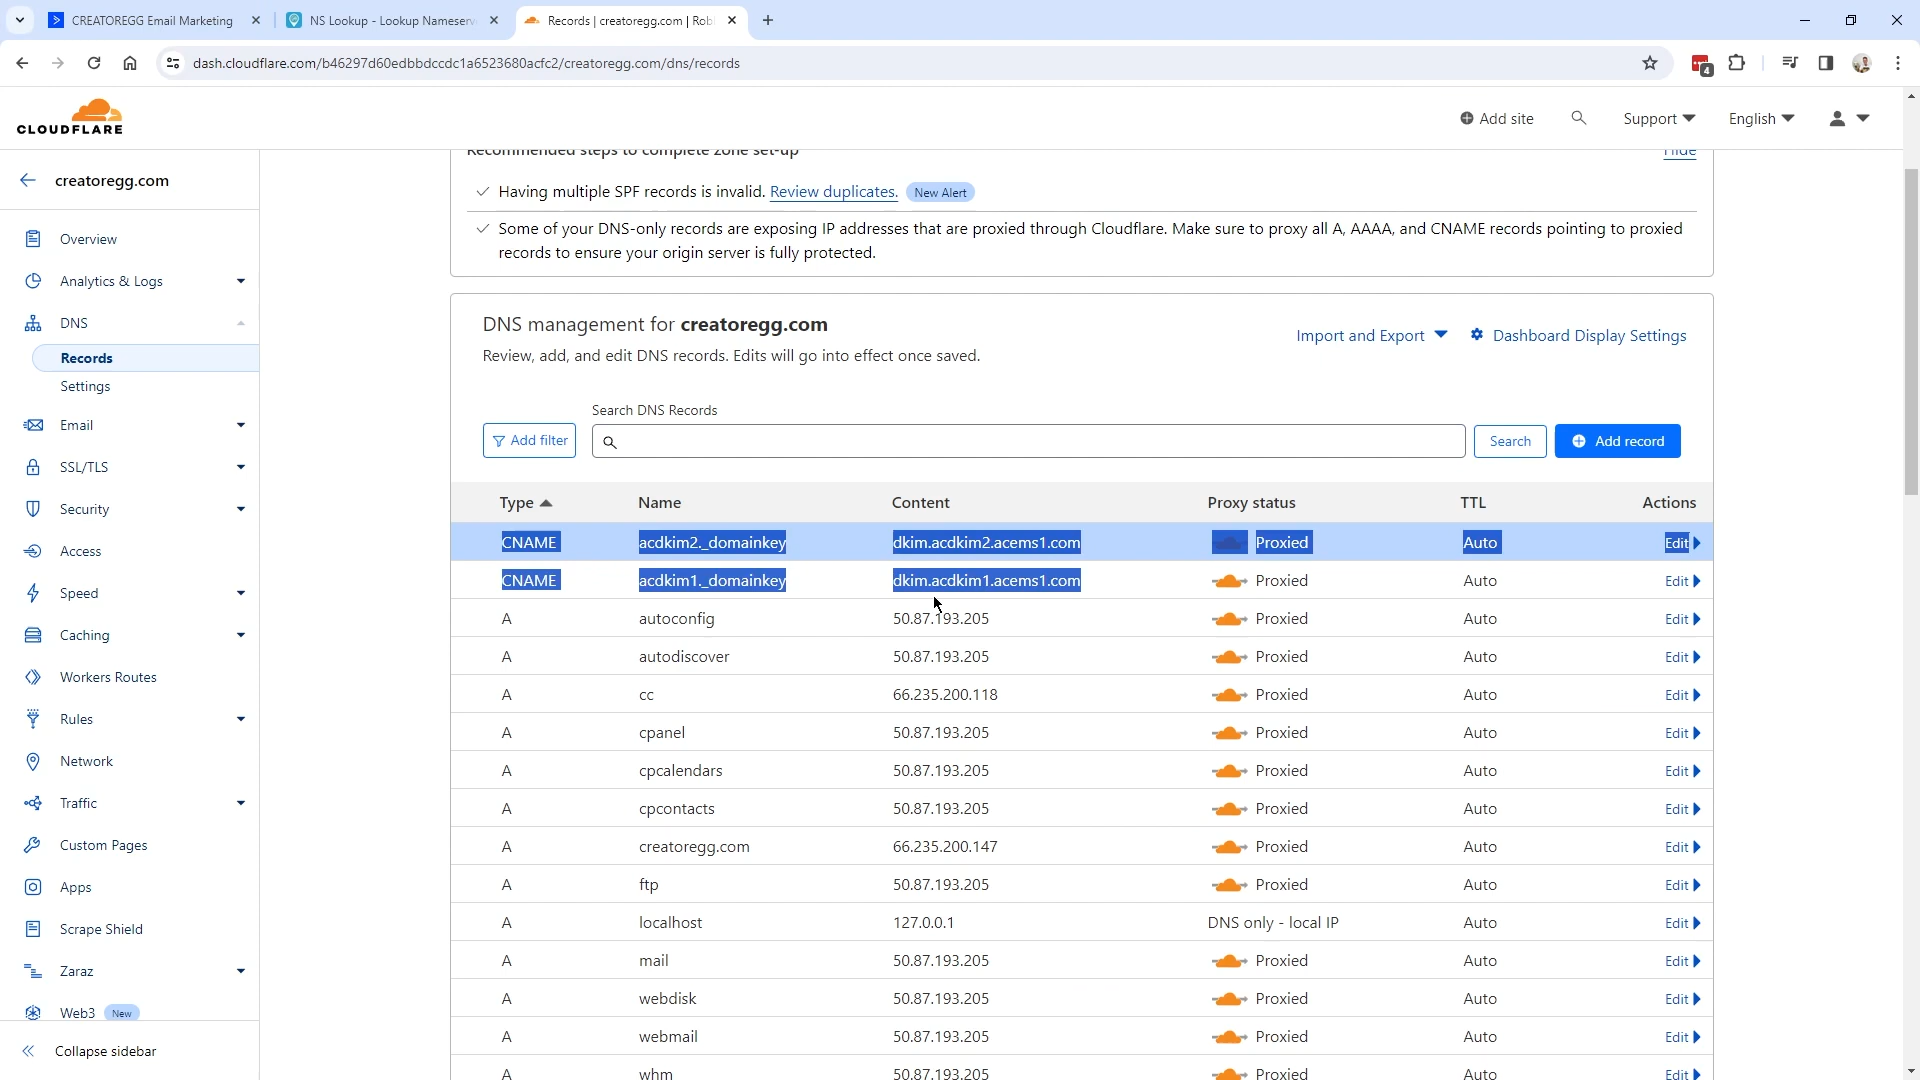 CREATOREGG Email Marketing
NS Lookup - Lookup Nameserv
Records | creatoregg.com | Rob
dash.cloudflare.com/b46297d60edbbdccdc1a6523680acfc2/creatoregg.com/dns/records
4
CLOUDFLARE
Add site
Support
English
creatoregg.com
Overview
Analytics & Logs
DNS
Records
Settings
Email
SSL/TLS
Security
Access
Speed
Caching
Workers Routes
Rules
Network
Traffic
Custom Pages
Apps
Scrape Shield
Zaraz
Web3 New
Collapse sidebar
Recommended steps to complete zone set-up
Hide
Having multiple SPF records is invalid. Review duplicates. New Alert
Some of your DNS-only records are exposing IP addresses that are proxied through Cloudflare. Make sure to proxy all A, AAAA, and CNAME records pointing to proxied
records to ensure your origin server is fully protected.
DNS management for creatoregg.com
Review, add, and edit DNS records. Edits will go into effect once saved.
Import and Export
Dashboard Display Settings
Search DNS Records
Add filter
Search
Add record
Type Name Content Proxy status TTL Actions
CNAME acdkim2._domainkey dkim.acdkim2.acems1.com Proxied Auto Edit
CNAME acdkim1._domainkey dkim.acdkim1.acems1.com Proxied Auto Edit
A autoconfig 50.87.193.205 Proxied Auto Edit
A autodiscover 50.87.193.205 Proxied Auto Edit
A cc 66.235.200.118 Proxied Auto Edit
A cpanel 50.87.193.205 Proxied Auto Edit
A cpcalendars 50.87.193.205 Proxied Auto Edit
A cpcontacts 50.87.193.205 Proxied Auto Edit
A creatoregg.com 66.235.200.147 Proxied Auto Edit
A ftp 50.87.193.205 Proxied Auto Edit
A localhost 127.0.0.1 DNS only - local IP Auto Edit
A mail 50.87.193.205 Proxied Auto Edit
A webdisk 50.87.193.205 Proxied Auto Edit
A webmail 50.87.193.205 Proxied Auto Edit
A whm 50.87.193.205 Proxied Auto Edit